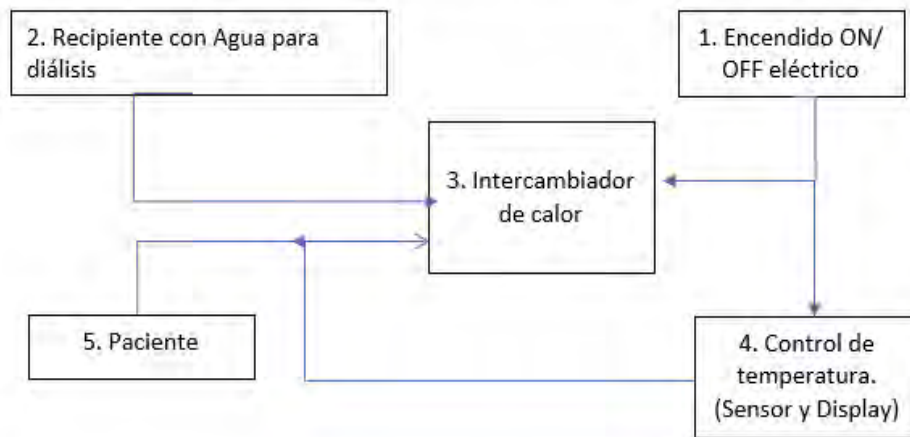 2. Recipiente con Agua para
diálisis
1. Encendido ON/
OFF eléctrico
3. Intercambiador
de calor
5. Paciente
4. Control de
temperatura.
(Sensor y Display)